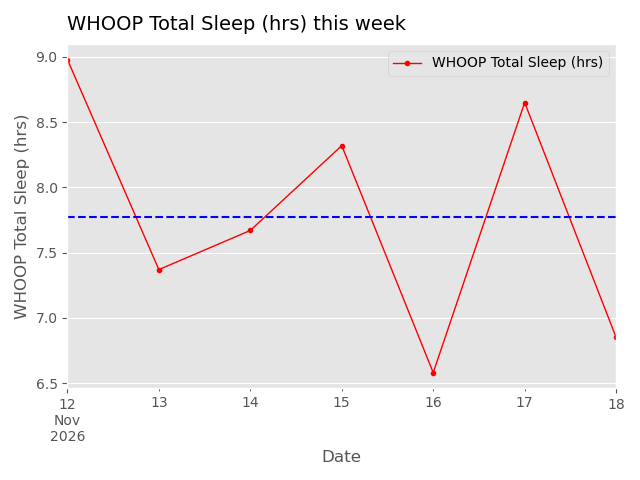 WHOOP Total Sleep (hrs) this week
WHOOP Total Sleep (hrs)
WHOOP Total Sleep (hrs)
9.0
8.5
8.0
7.5
7.0
6.5
12
13
14
15
16
17
18
Nov
2026
Date